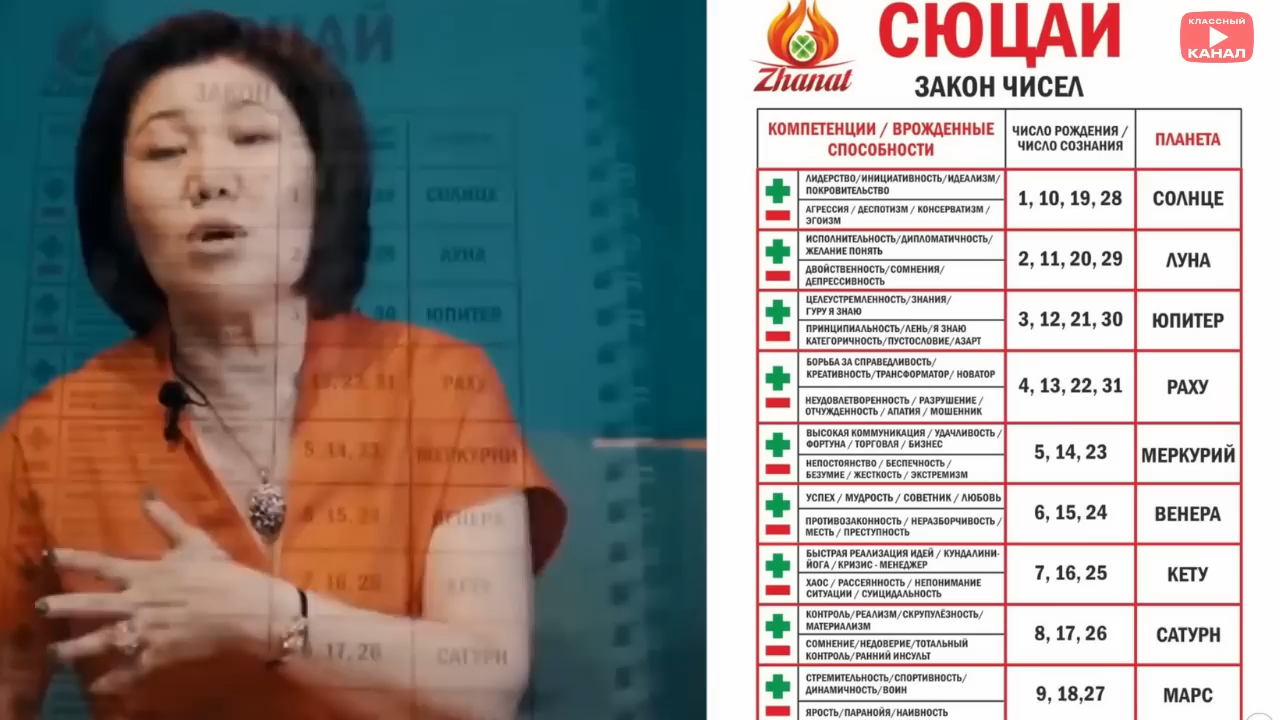 СЮЦАЙ
Zhanat
ЗАКОН ЧИСЕЛ
КЛАССНЫЙ
КАНАЛ
КОМПЕТЕНЦИИ / ВРОЖДЕННЫЕ
СПОСОБНОСТИ
ЧИСЛО РОЖДЕНИЯ /
ЧИСЛО СОЗНАНИЯ
ПЛАНЕТА
ЛИДЕРСТВО/ИНИЦИАТИВНОСТЬ/ИДЕАЛИЗМ/
ПОКРОВИТЕЛЬСТВО
АГРЕССИЯ / ДЕСПОТИЗМ / КОНСЕРВАТИЗМ /
ЭГОИЗМ
1, 10, 19, 28
СОЛНЦЕ
ИСПОЛНИТЕЛЬНОСТЬ/ДИПЛОМАТИЧНОСТЬ/
ЖЕЛАНИЕ ПОНЯТЬ
ДВОЙСТВЕННОСТЬ/СОМНЕНИЯ/
ДЕПРЕССИВНОСТЬ
2, 11, 20, 29
ЛУНА
ЦЕЛЕУСТРЕМЛЕННОСТЬ/ЗНАНИЯ/
ГУРУ Я ЗНАЮ
ПРИНЦИПИАЛЬНОСТЬ/ЛЕНЬ/Я ЗНАЮ
КАТЕГОРИЧНОСТЬ/ПУСТОСЛОВИЕ/АЗАРТ
3, 12, 21, 30
ЮПИТЕР
БОРЬБА ЗА СПРАВЕДЛИВОСТЬ/
КРЕАТИВНОСТЬ/ТРАНСФОРМАТОР/ НОВАТОР
НЕУДОВЛЕТВОРЕННОСТЬ / РАЗРУШЕНИЕ /
ОТЧУЖДЕННОСТЬ / АПАТИЯ / МОШЕННИК
4, 13, 22, 31
РАХУ
ВЫСОКАЯ КОММУНИКАЦИЯ / УДАЧЛИВОСТЬ /
ФОРТУНА / ТОРГОВЛЯ / БИЗНЕС
НЕПОСТОЯНСТВО / БЕСПЕЧНОСТЬ /
БЕЗУМИЕ / ЖЕСТКОСТЬ / ЭКСТРЕМИЗМ
5, 14, 23
МЕРКУРИЙ
УСПЕХ / МУДРОСТЬ / СОВЕТНИК / ЛЮБОВЬ
ПРОТИВОЗАКОННОСТЬ / НЕРАЗБОРЧИВОСТЬ /
МЕСТЬ / ПРЕСТУПНОСТЬ
6, 15, 24
ВЕНЕРА
БЫСТРАЯ РЕАЛИЗАЦИЯ ИДЕЙ / КУНДАЛИНИ-
ЙОГА / КРИЗИС - МЕНЕДЖЕР
ХАОС / РАССЕЯННОСТЬ / НЕПОНИМАНИЕ
СИТУАЦИИ / СУИЦИДАЛЬНОСТЬ
7, 16, 25
КЕТУ
КОНТРОЛЬ/РЕАЛИЗМ/СКРУПУЛЁЗНОСТЬ/
МАТЕРИАЛИЗМ
СОМНЕНИЕ/НЕДОВЕРИЕ/ТОТАЛЬНЫЙ
КОНТРОЛЬ/РАННИЙ ИНСУЛЬТ
8, 17, 26
САТУРН
СТРЕМИТЕЛЬНОСТЬ/СПОРТИВНОСТЬ/
ДИНАМИЧНОСТЬ/ВОИН
ЯРОСТЬ/ПАРАНОЙЯ/НАИВНОСТЬ
9, 18,27
МАРС